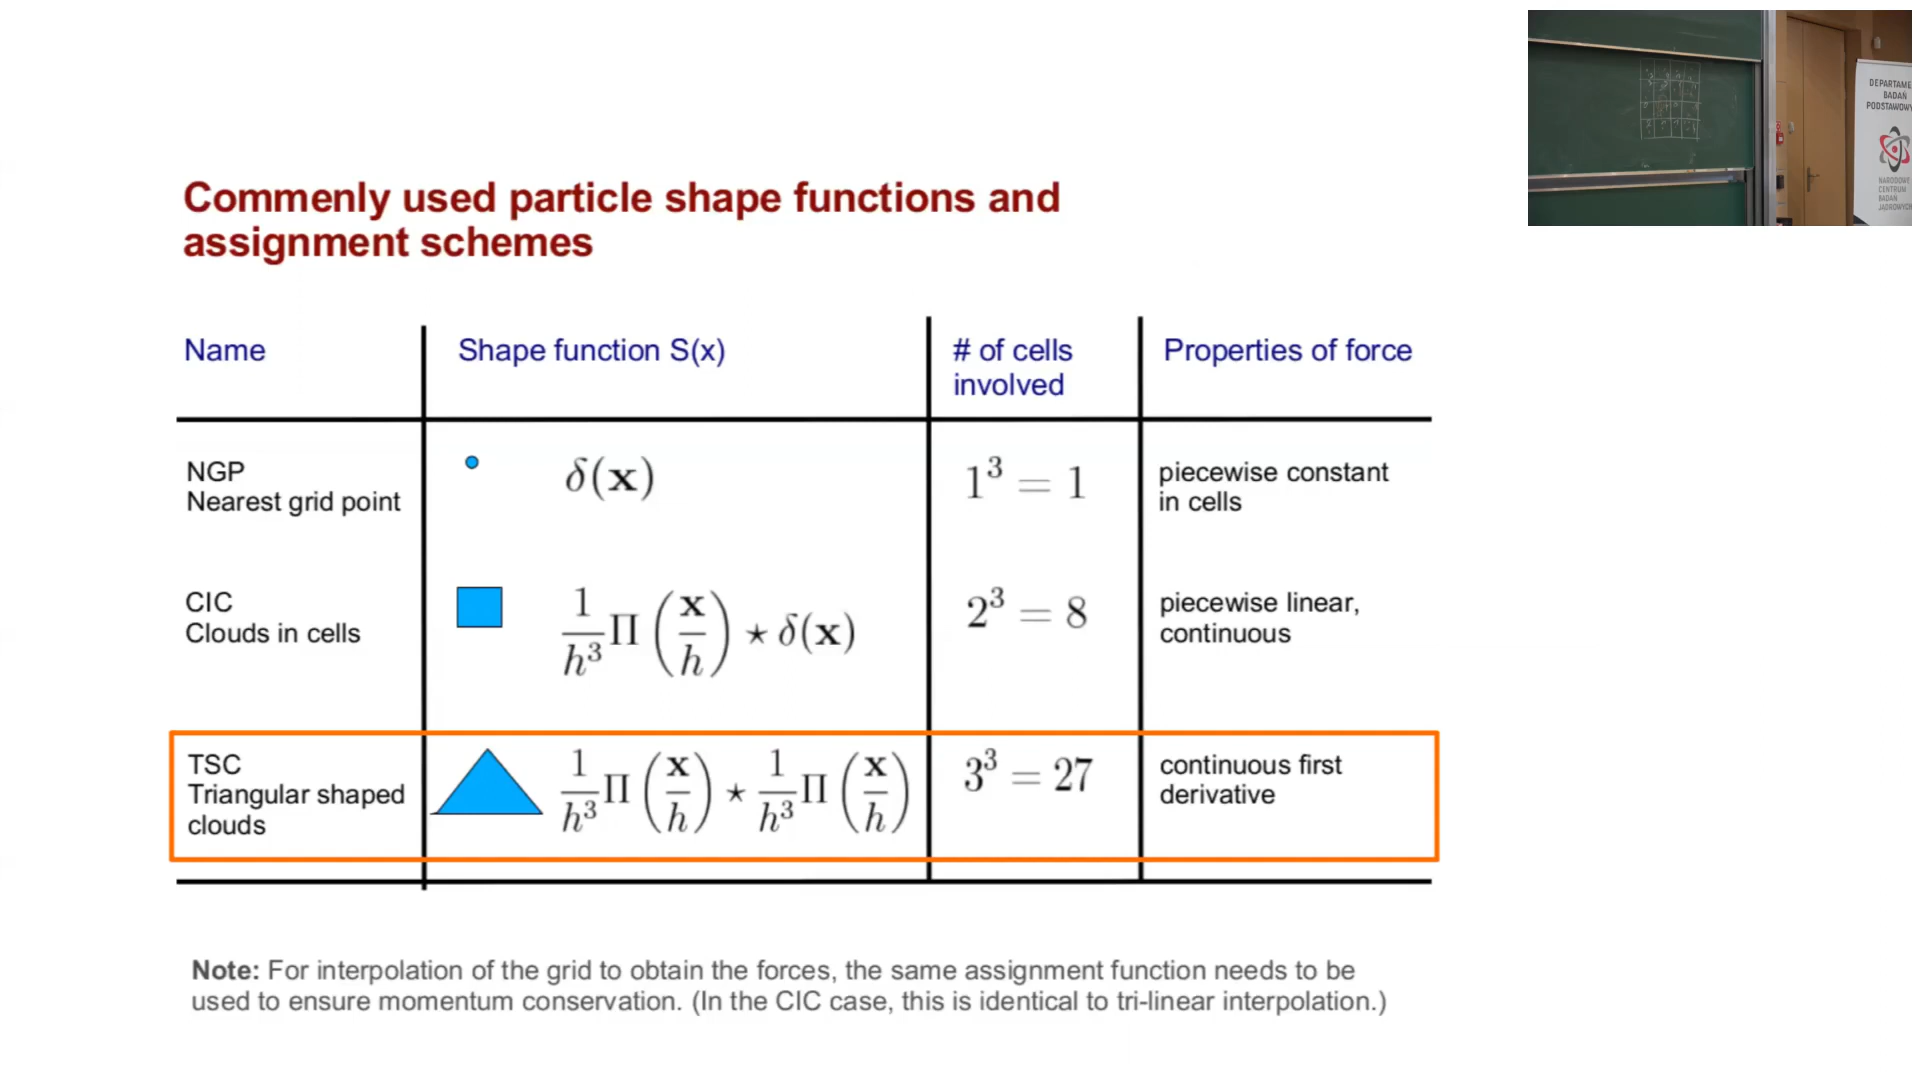 Commenly used particle shape functions and
assignment schemes
Name
Shape function S(x)
# of cells
involved
Properties of force
NGP
Nearest grid point
δ(x)
1³ = 1
piecewise constant
in cells
CIC
Clouds in cells
1/h³ Π (x/h) ⋆ δ(x)
2³ = 8
piecewise linear,
continuous
TSC
Triangular shaped
clouds
1/h³ Π (x/h) ⋆ 1/h³ Π (x/h)
3³ = 27
continuous first
derivative
Note: For interpolation of the grid to obtain the forces, the same assignment function needs to be
used to ensure momentum conservation. (In the CIC case, this is identical to tri-linear interpolation.)
DEPARTAME
BADAŃ
PODSTAWOWY
NARODOWE
CENTRUM
BADAŃ
JĄDROWYCH